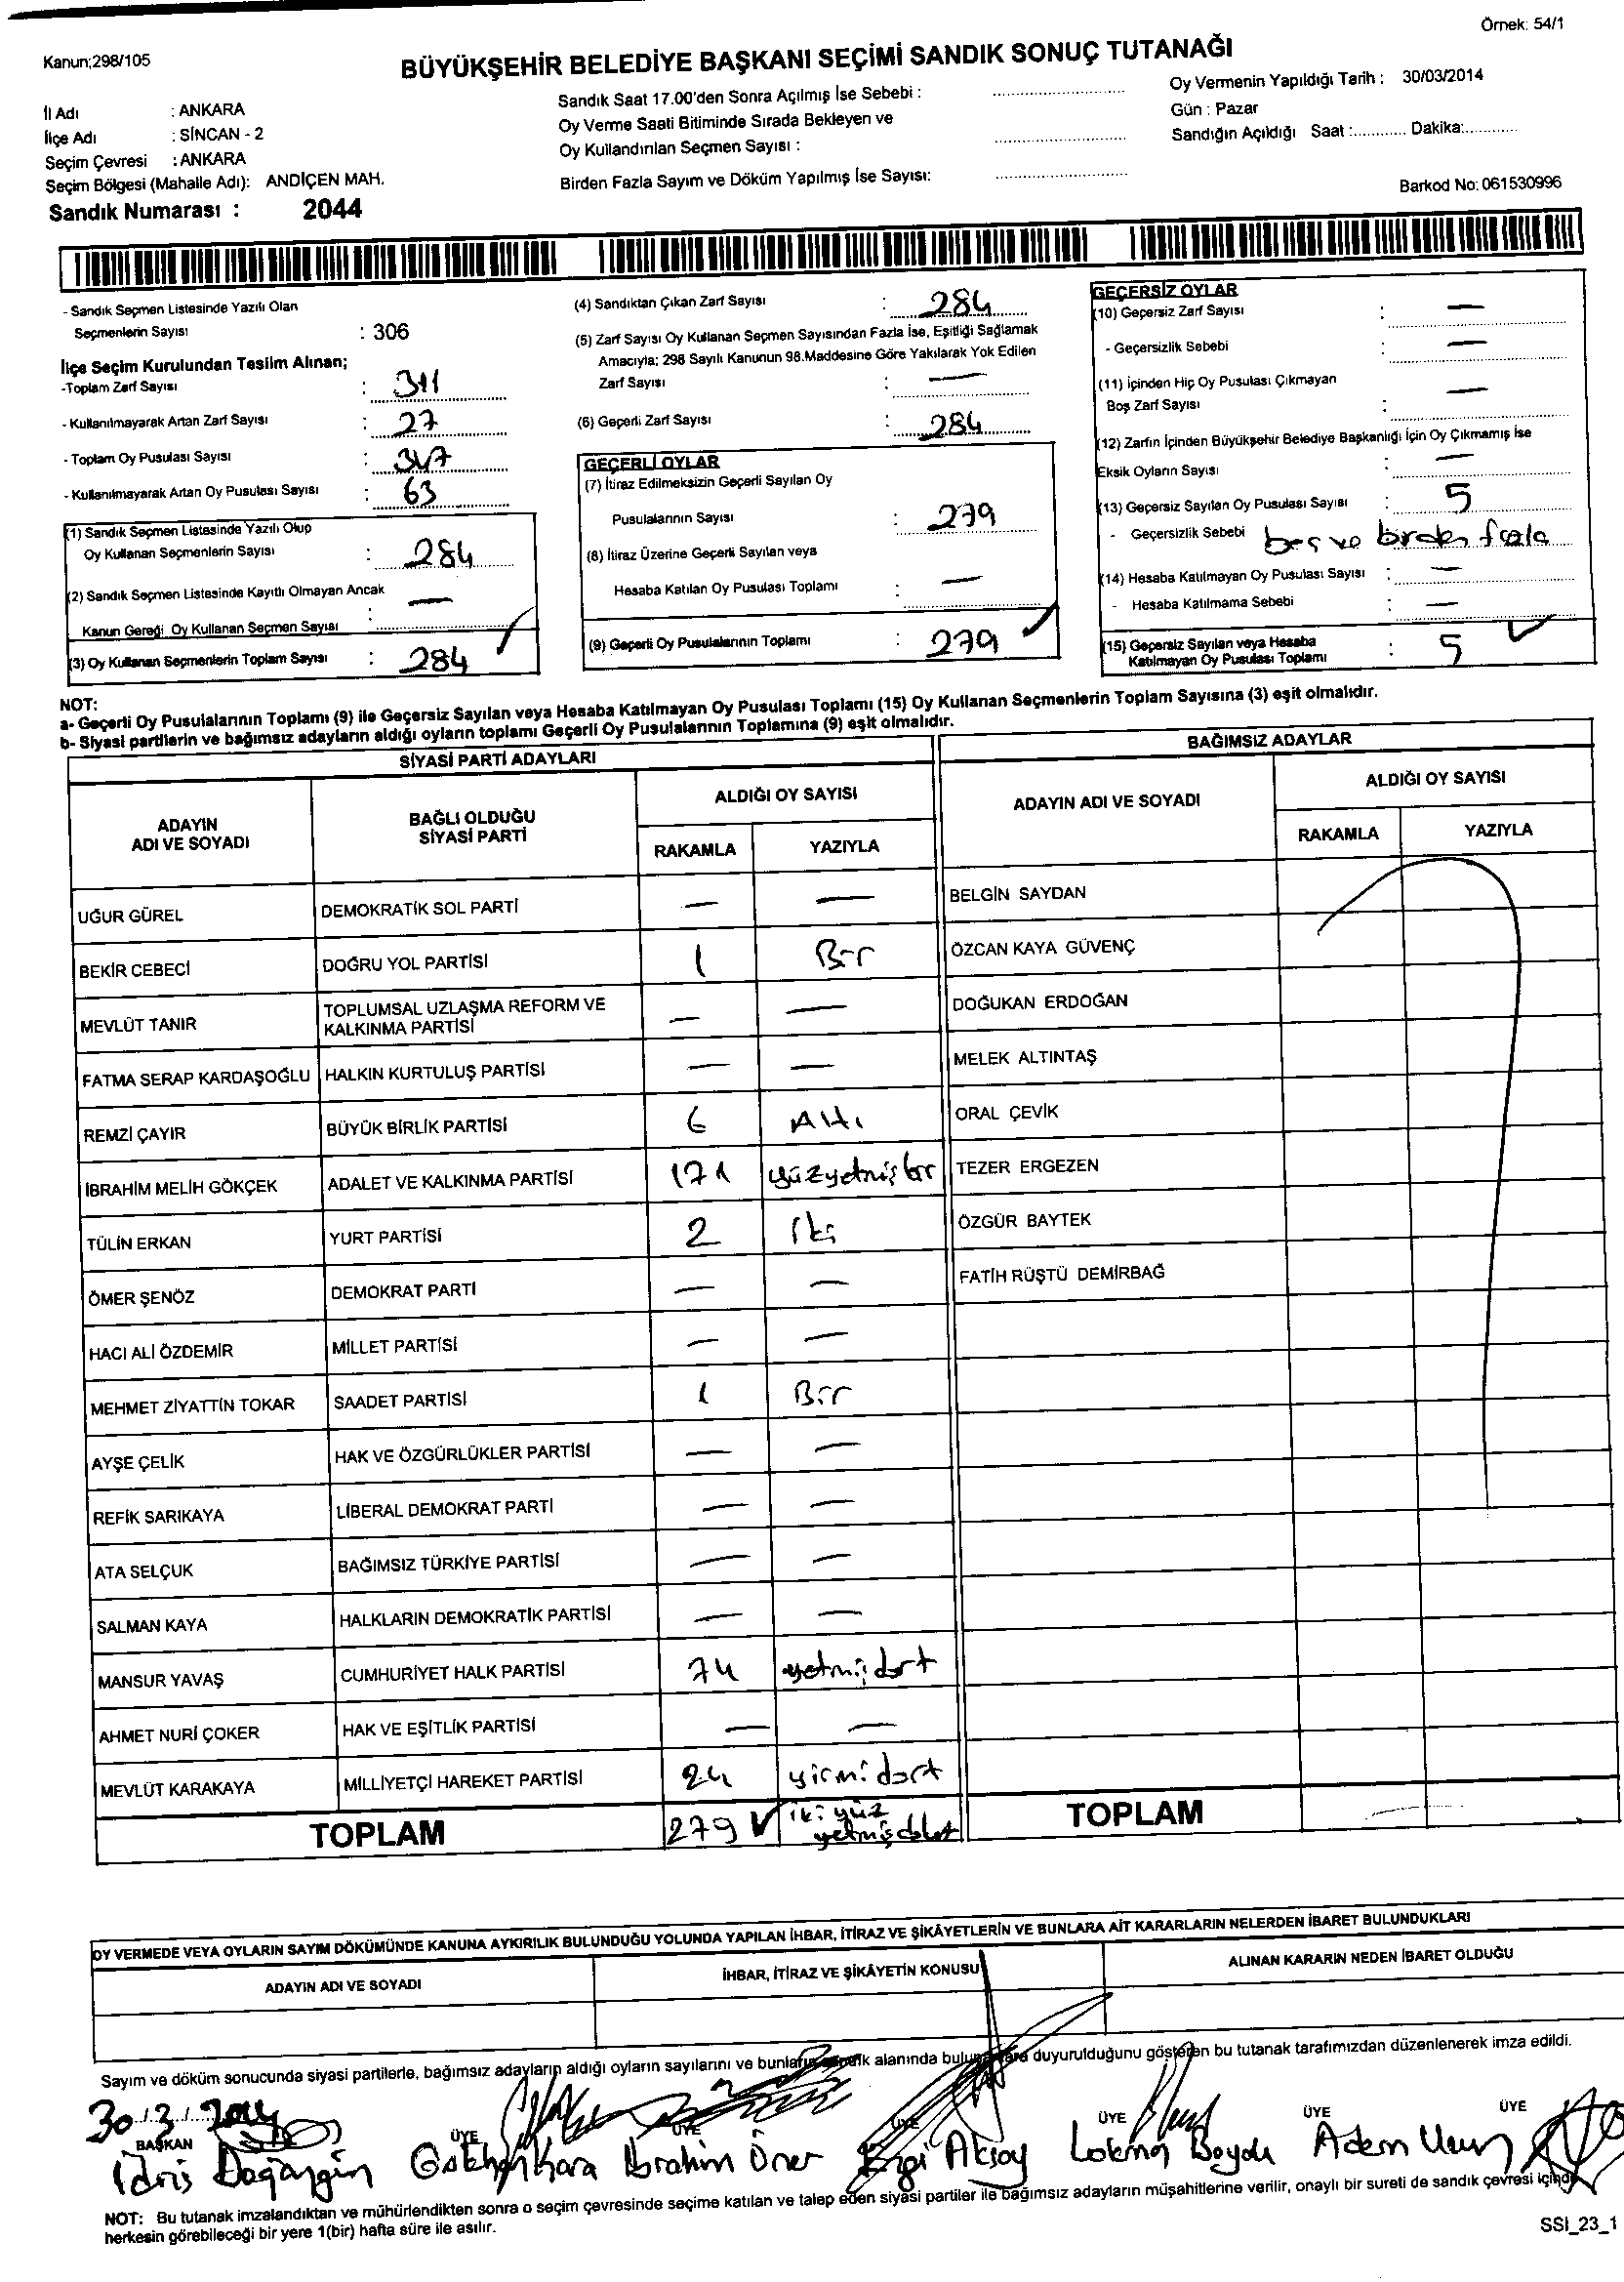 Örnek: 54/1
Kanun;298/105
BÜYÜKŞEHİR BELEDİYE BAŞKANI SEÇİMİ SANDIK SONUÇ TUTANAĞI
İl Adı : ANKARA
İlçe Adı : SİNCAN - 2
Seçim Çevresi : ANKARA
Seçim Bölgesi (Mahalle Adı): ANDİÇEN MAH.
Sandık Numarası : 2044
Sandık Saat 17.00'den Sonra Açılmış İse Sebebi :
Oy Verme Saati Bitiminde Sırada Bekleyen ve
Oy Kullandırılan Seçmen Sayısı :
Birden Fazla Sayım ve Döküm Yapılmış İse Sayısı:
Oy Vermenin Yapıldığı Tarih : 30/03/2014
Gün : Pazar
Sandığın Açıldığı Saat :............ Dakika:............
Barkod No: 061530996
- Sandık Seçmen Listesinde Yazılı Olan
Seçmenlerin Sayısı : 306
İlçe Seçim Kurulundan Teslim Alınan;
-Toplam Zarf Sayısı : 311
- Kullanılmayarak Artan Zarf Sayısı : 27
- Toplam Oy Pusulası Sayısı : 347
- Kullanılmayarak Artan Oy Pusulası Sayısı : 63
(1) Sandık Seçmen Listesinde Yazılı Olup
Oy Kullanan Seçmenlerin Sayısı : 284
(2) Sandık Seçmen Listesinde Kayıtlı Olmayan Ancak
Kanun Gereği Oy Kullanan Seçmen Sayısı : —
(3) Oy Kullanan Seçmenlerin Toplam Sayısı : 284
(4) Sandıktan Çıkan Zarf Sayısı : 284
(5) Zarf Sayısı Oy Kullanan Seçmen Sayısından Fazla İse, Eşitliği Sağlamak
Amacıyla; 298 Sayılı Kanunun 98.Maddesine Göre Yakılarak Yok Edilen
Zarf Sayısı : —
(6) Geçerli Zarf Sayısı : 284
GEÇERLİ OYLAR
(7) İtiraz Edilmeksizin Geçerli Sayılan Oy
Pusulalarının Sayısı : 279
(8) İtiraz Üzerine Geçerli Sayılan veya
Hesaba Katılan Oy Pusulası Toplamı : —
(9) Geçerli Oy Pusulalarının Toplamı : 279
GEÇERSİZ OYLAR
(10) Geçersiz Zarf Sayısı : —
- Geçersizlik Sebebi : —
(11) İçinden Hiç Oy Pusulası Çıkmayan
Boş Zarf Sayısı : —
(12) Zarfın İçinden Büyükşehir Belediye Başkanlığı İçin Oy Çıkmamış İse
Eksik Oyların Sayısı : —
(13) Geçersiz Sayılan Oy Pusulası Sayısı : 5
- Geçersizlik Sebebi boş ve birden fazla
(14) Hesaba Katılmayan Oy Pusulası Sayısı : —
- Hesaba Katılmama Sebebi : —
(15) Geçersiz Sayılan veya Hesaba
Katılmayan Oy Pusulası Toplamı : 5
NOT:
a- Geçerli Oy Pusulalarının Toplamı (9) ile Geçersiz Sayılan veya Hesaba Katılmayan Oy Pusulası Toplamı (15) Oy Kullanan Seçmenlerin Toplam Sayısına (3) eşit olmalıdır.
b- Siyasi partilerin ve bağımsız adayların aldığı oyların toplamı Geçerli Oy Pusulalarının Toplamına (9) eşit olmalıdır.
SİYASİ PARTİ ADAYLARI
ADAYIN
ADI VE SOYADI
BAĞLI OLDUĞU
SİYASİ PARTİ
ALDIĞI OY SAYISI
RAKAMLA YAZIYLA
UĞUR GÜREL DEMOKRATİK SOL PARTİ — —
BEKİR CEBECİ DOĞRU YOL PARTİSİ 1 Bir
MEVLÜT TANIR TOPLUMSAL UZLAŞMA REFORM VE
KALKINMA PARTİSİ — —
FATMA SERAP KARDAŞOĞLU HALKIN KURTULUŞ PARTİSİ — —
REMZİ ÇAYIR BÜYÜK BİRLİK PARTİSİ 6 Altı
İBRAHİM MELİH GÖKÇEK ADALET VE KALKINMA PARTİSİ 171 yüzyetmişbir
TÜLİN ERKAN YURT PARTİSİ 2 İki
ÖMER ŞENÖZ DEMOKRAT PARTİ — —
HACI ALİ ÖZDEMİR MİLLET PARTİSİ — —
MEHMET ZİYATTİN TOKAR SAADET PARTİSİ 1 Bir
AYŞE ÇELİK HAK VE ÖZGÜRLÜKLER PARTİSİ — —
REFİK SARIKAYA LİBERAL DEMOKRAT PARTİ — —
ATA SELÇUK BAĞIMSIZ TÜRKİYE PARTİSİ — —
SALMAN KAYA HALKLARIN DEMOKRATİK PARTİSİ — —
MANSUR YAVAŞ CUMHURİYET HALK PARTİSİ 74 yetmişdört
AHMET NURİ ÇOKER HAK VE EŞİTLİK PARTİSİ — —
MEVLÜT KARAKAYA MİLLİYETÇİ HAREKET PARTİSİ 24 yirmidört
TOPLAM 279 iki yüz
yetmişdokuz
BAĞIMSIZ ADAYLAR
ADAYIN ADI VE SOYADI
ALDIĞI OY SAYISI
RAKAMLA YAZIYLA
BELGİN SAYDAN
ÖZCAN KAYA GÜVENÇ
DOĞUKAN ERDOĞAN
MELEK ALTINTAŞ
ORAL ÇEVİK
TEZER ERGEZEN
ÖZGÜR BAYTEK
FATİH RÜŞTÜ DEMİRBAĞ
TOPLAM
OY VERMEDE VEYA OYLARIN SAYIM DÖKÜMÜNDE KANUNA AYKIRILIK BULUNDUĞU YOLUNDA YAPILAN İHBAR, İTİRAZ VE ŞİKÂYETLERİN VE BUNLARA AİT KARARLARIN NELERDEN İBARET BULUNDUKLARI
ADAYIN ADI VE SOYADI
İHBAR, İTİRAZ VE ŞİKÂYETİN KONUSU
ALINAN KARARIN NEDEN İBARET OLDUĞU
Sayım ve döküm sonucunda siyasi partilerle, bağımsız adayların aldığı oyların sayılarını ve bunların sandık alanında bulunanlara duyurulduğunu gösteren bu tutanak tarafımızdan düzenlenerek imza edildi.
30/3/2014
BAŞKAN ÜYE ÜYE ÜYE ÜYE ÜYE ÜYE
İdris Gökhan Kara İbrahim Öner Ezgi Aksoy Adem
NOT: Bu tutanak imzalandıktan ve mühürlendikten sonra o seçim çevresinde seçime katılan ve talep eden siyasi partiler ile bağımsız adayların müşahitlerine verilir, onaylı bir sureti de sandık çevresi içinde
herkesin görebileceği bir yere 1(bir) hafta süre ile asılır.
SSİ_23_1